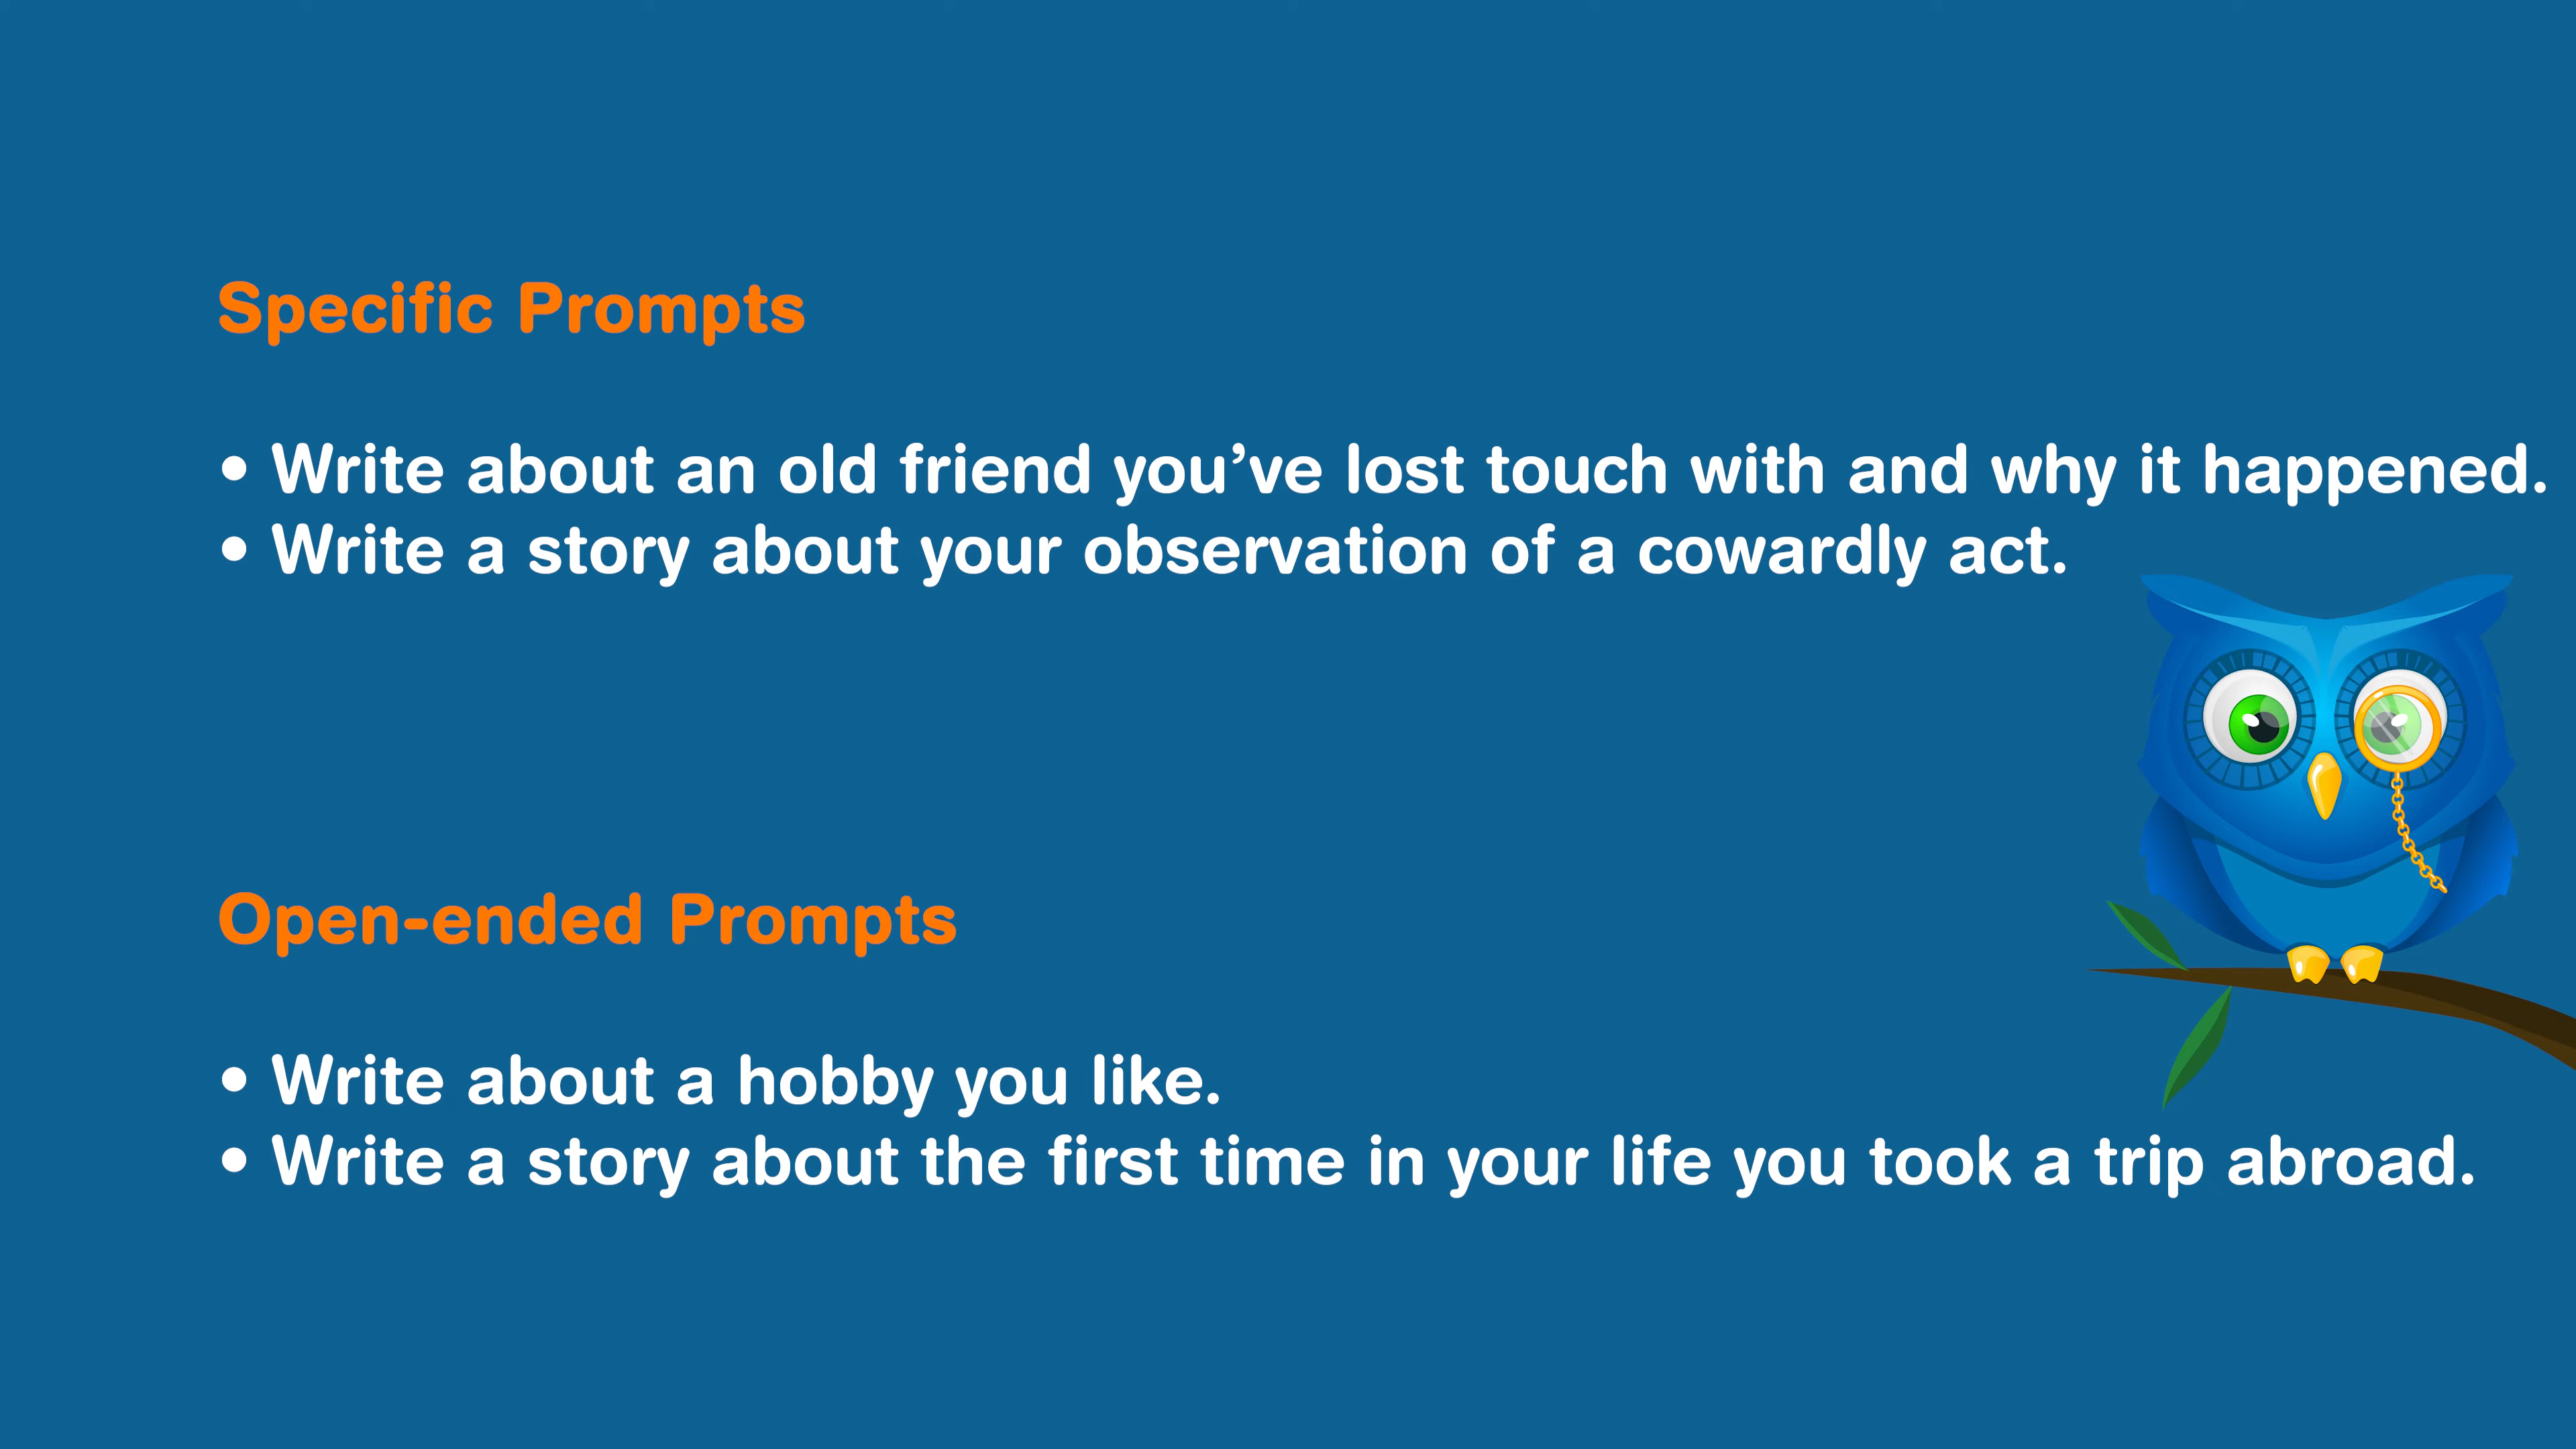 Specific Prompts
• Write about an old friend you’ve lost touch with and why it happened.
• Write a story about your observation of a cowardly act.
Open-ended Prompts
• Write about a hobby you like.
• Write a story about the first time in your life you took a trip abroad.